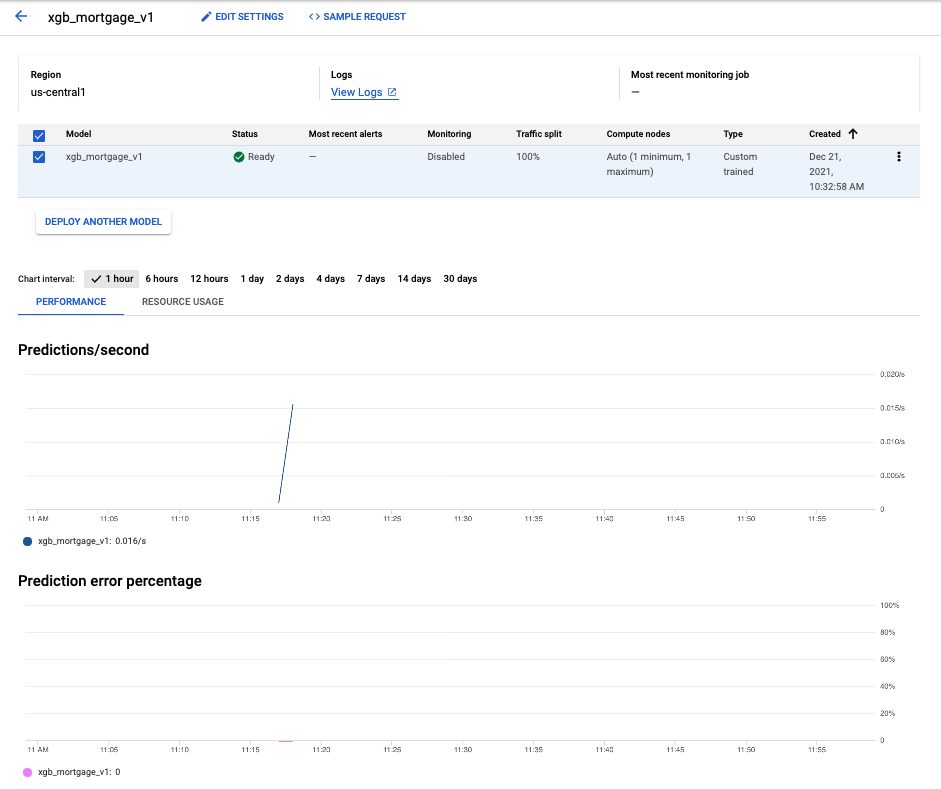 xgb_mortgage_v1 EDIT SETTINGS <> SAMPLE REQUEST
Region Logs Most recent monitoring job
us-central1 View Logs —
Model Status Most recent alerts Monitoring Traffic split Compute nodes Type Created
xgb_mortgage_v1 Ready — Disabled 100% Auto (1 minimum, 1 Custom Dec 21,
maximum) trained 2021,
10:32:58 AM
DEPLOY ANOTHER MODEL
Chart interval: 1 hour 6 hours 12 hours 1 day 2 days 4 days 7 days 14 days 30 days
PERFORMANCE RESOURCE USAGE
Predictions/second
0.020/s
0.015/s
0.010/s
0.005/s
0
11 AM 11:05 11:10 11:15 11:20 11:25 11:30 11:35 11:40 11:45 11:50 11:55
xgb_mortgage_v1: 0.016/s
Prediction error percentage
100%
80%
60%
40%
20%
0
11 AM 11:05 11:10 11:15 11:20 11:25 11:30 11:35 11:40 11:45 11:50 11:55
xgb_mortgage_v1: 0